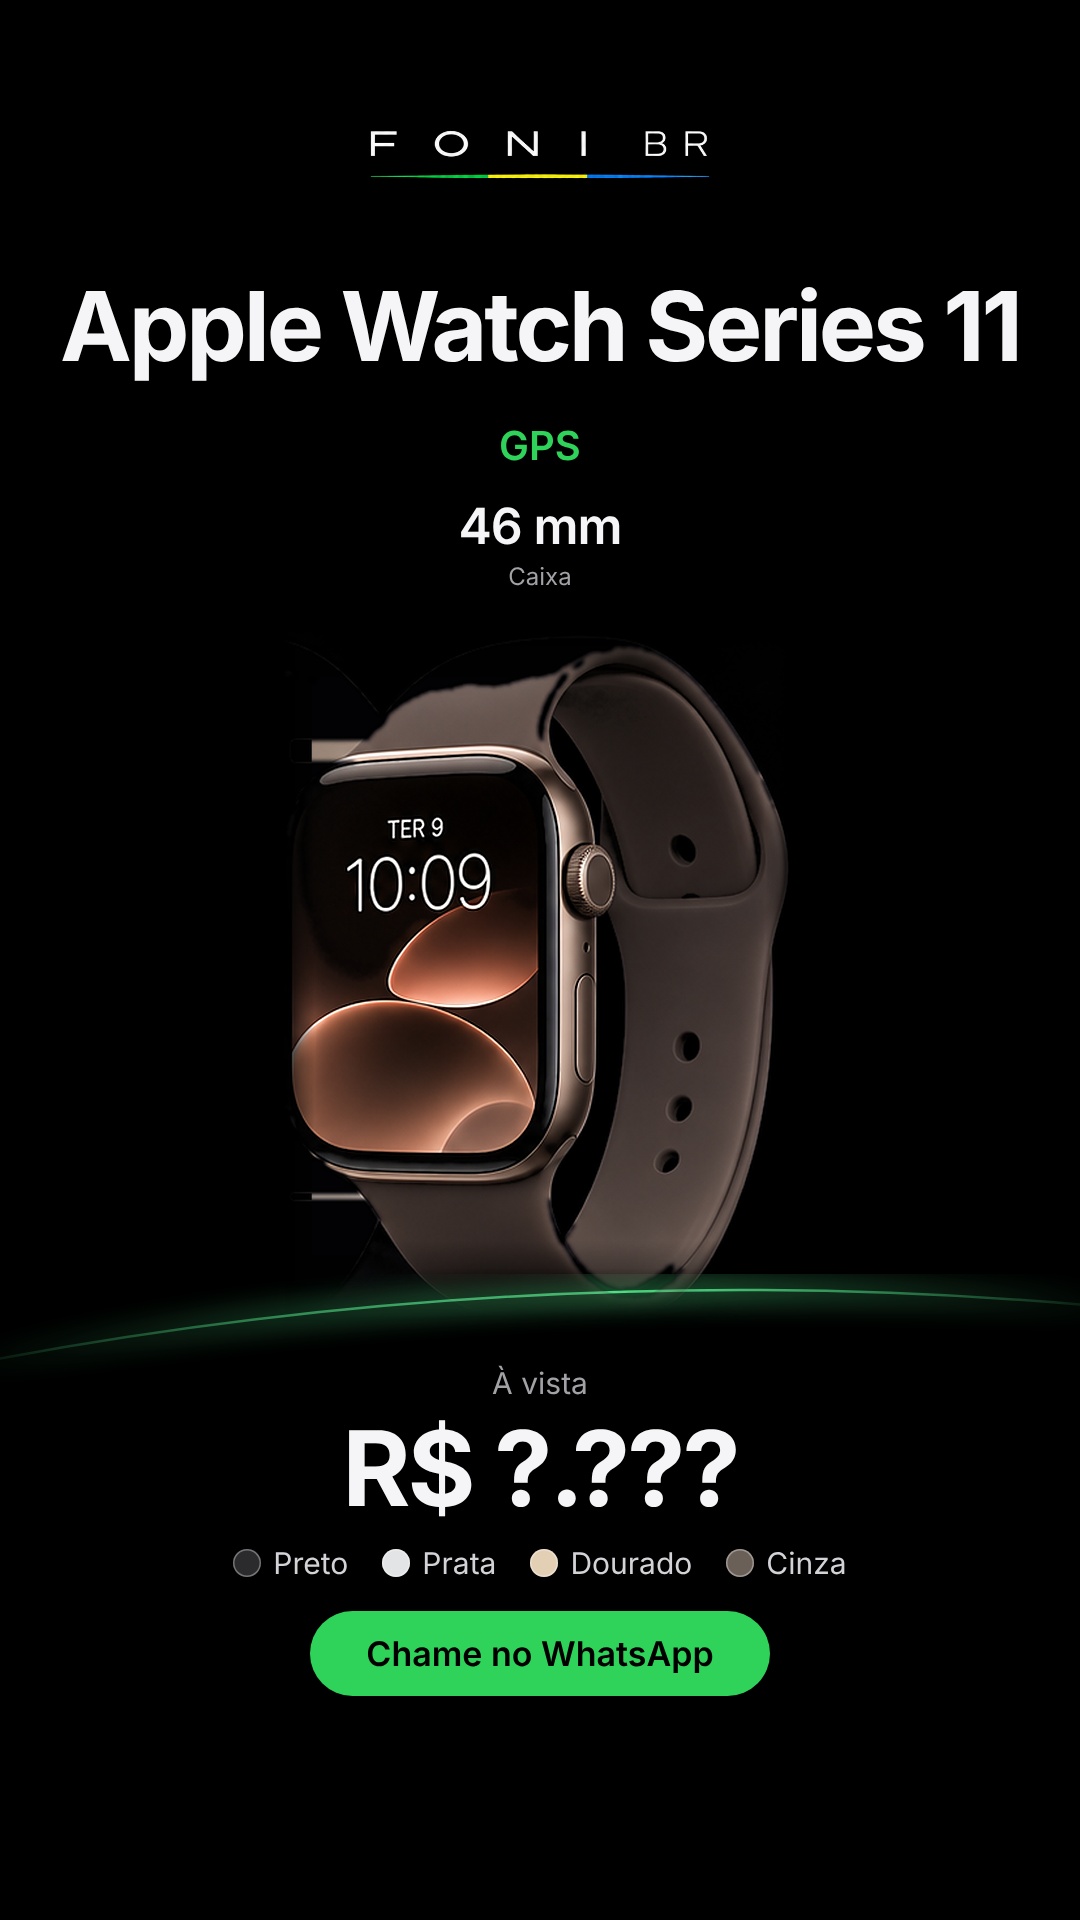 FONI BR
Apple Watch Series 11
GPS
46 mm
Caixa
TER 9
10:09
À vista
R$ ?.???
Preto Prata Dourado Cinza
Chame no WhatsApp